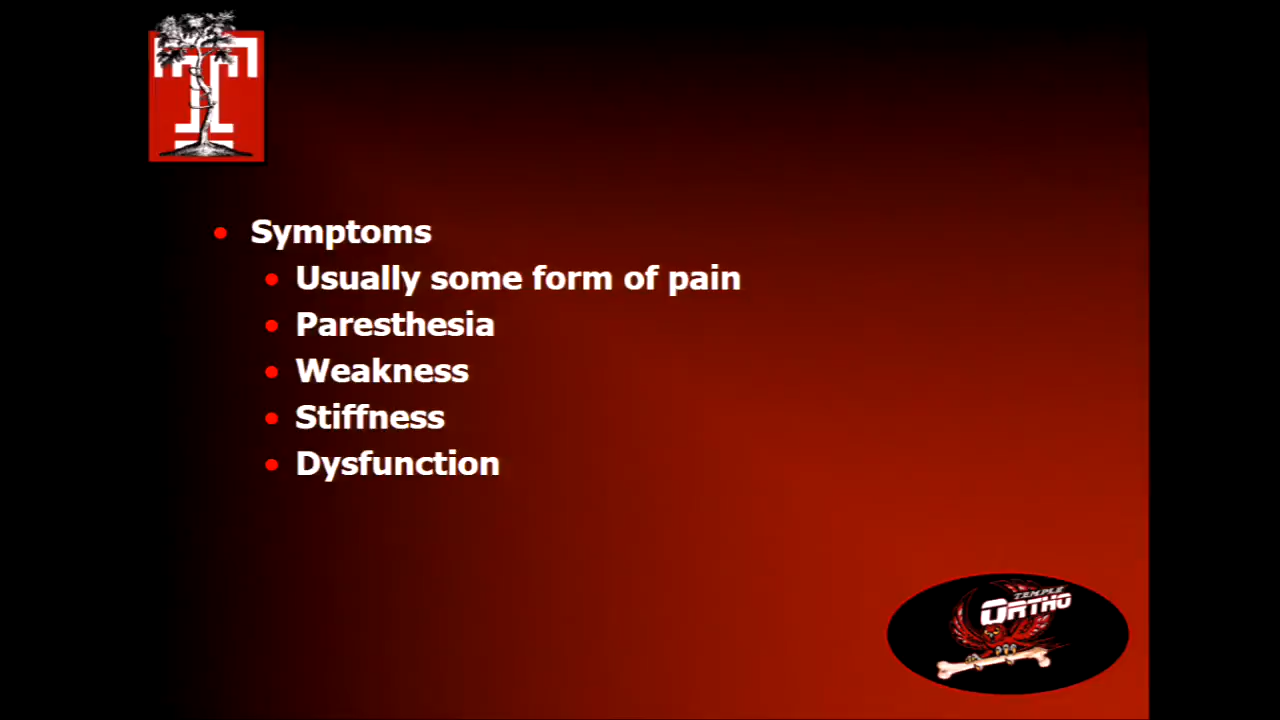 Symptoms
Usually some form of pain
Paresthesia
Weakness
Stiffness
Dysfunction
TEMPLE
ORTHO